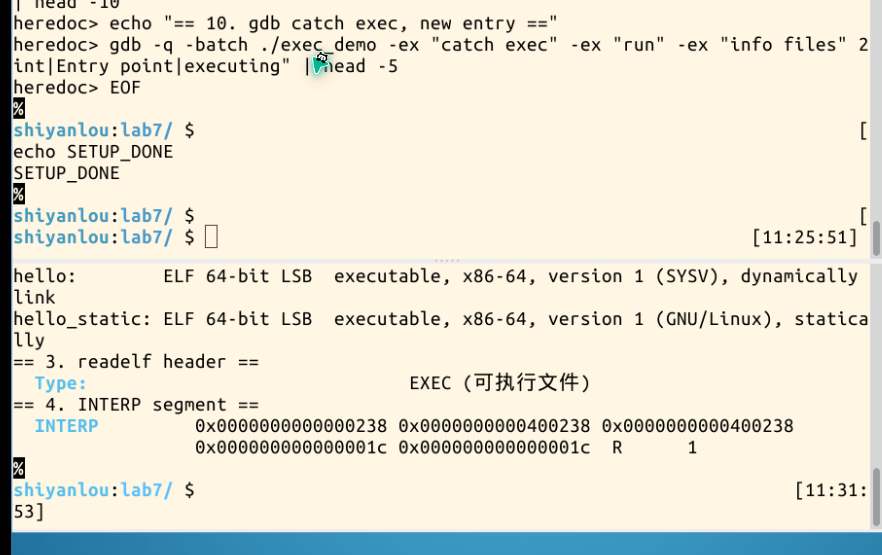 | head -10
heredoc> echo "== 10. gdb catch exec, new entry =="
heredoc> gdb -q -batch ./exec_demo -ex "catch exec" -ex "run" -ex "info files" 2
int|Entry point|executing" | head -5
heredoc> EOF
%
shiyanlou:lab7/ $ [
echo SETUP_DONE
SETUP_DONE
%
shiyanlou:lab7/ $ [
shiyanlou:lab7/ $ [11:25:51]
hello: ELF 64-bit LSB executable, x86-64, version 1 (SYSV), dynamically
link
hello_static: ELF 64-bit LSB executable, x86-64, version 1 (GNU/Linux), statica
lly
== 3. readelf header ==
Type: EXEC (可执行文件)
== 4. INTERP segment ==
INTERP 0x0000000000000238 0x0000000000400238 0x0000000000400238
0x000000000000001c 0x000000000000001c R 1
%
shiyanlou:lab7/ $ [11:31:
53]